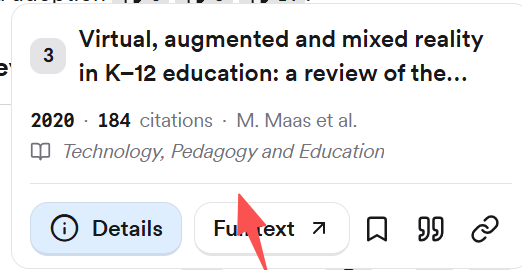 3
Virtual, augmented and mixed reality
in K–12 education: a review of the...
2020 · 184 citations · M. Maas et al.
Technology, Pedagogy and Education
Details
text